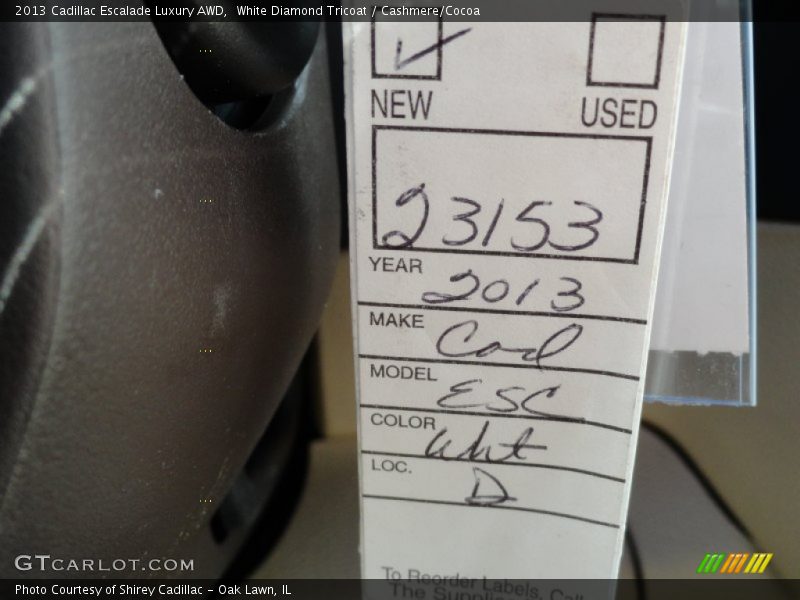 2013 Cadillac Escalade Luxury AWD,  White Diamond Tricoat / Cashmere/Cocoa
NEW USED
23153
YEAR 2013
MAKE Cad
MODEL ESC
COLOR Wht
LOC. D
To Reorder Labels, Call
The
GTCARLOT.COM
Photo Courtesy of Shirey Cadillac - Oak Lawn, IL